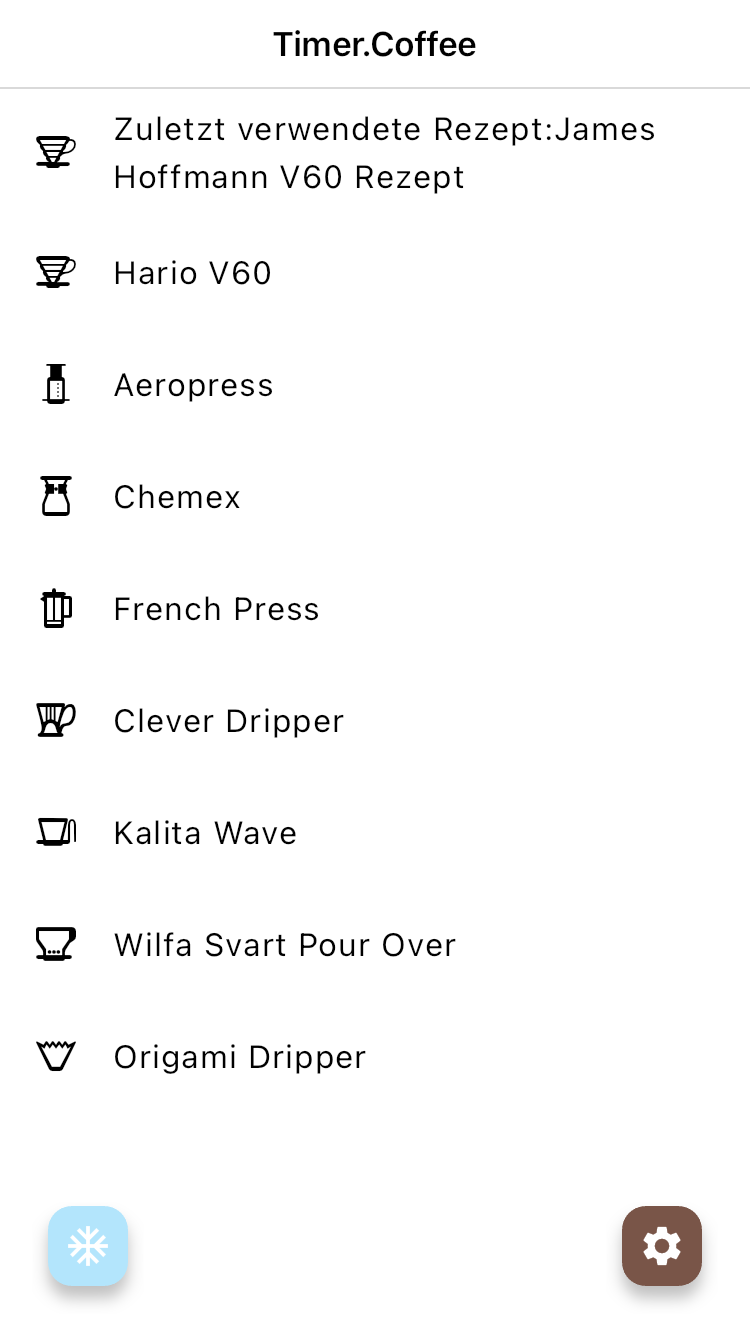 Timer.Coffee
Zuletzt verwendete Rezept:James
Hoffmann V60 Rezept
Hario V60
Aeropress
Chemex
French Press
Clever Dripper
Kalita Wave
Wilfa Svart Pour Over
Origami Dripper